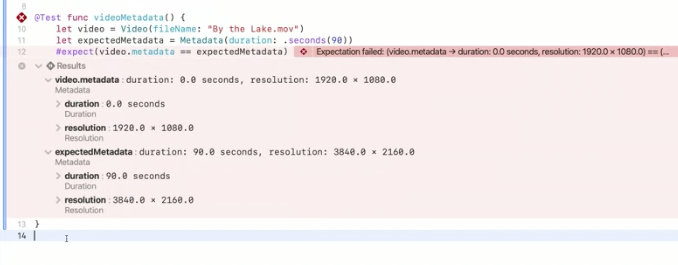 8
9 @Test func videoMetadata() {
10 let video = Video(fileName: "By the Lake.mov")
11 let expectedMetadata = Metadata(duration: .seconds(90))
12 #expect(video.metadata == expectedMetadata) Expectation failed: (video.metadata → duration: 0.0 seconds, resolution: 1920.0 × 1080.0) == (…
Results
video.metadata : duration: 0.0 seconds, resolution: 1920.0 × 1080.0
Metadata
duration : 0.0 seconds
Duration
resolution : 1920.0 × 1080.0
Resolution
expectedMetadata : duration: 90.0 seconds, resolution: 3840.0 × 2160.0
Metadata
duration : 90.0 seconds
Duration
resolution : 3840.0 × 2160.0
Resolution
13 }
14